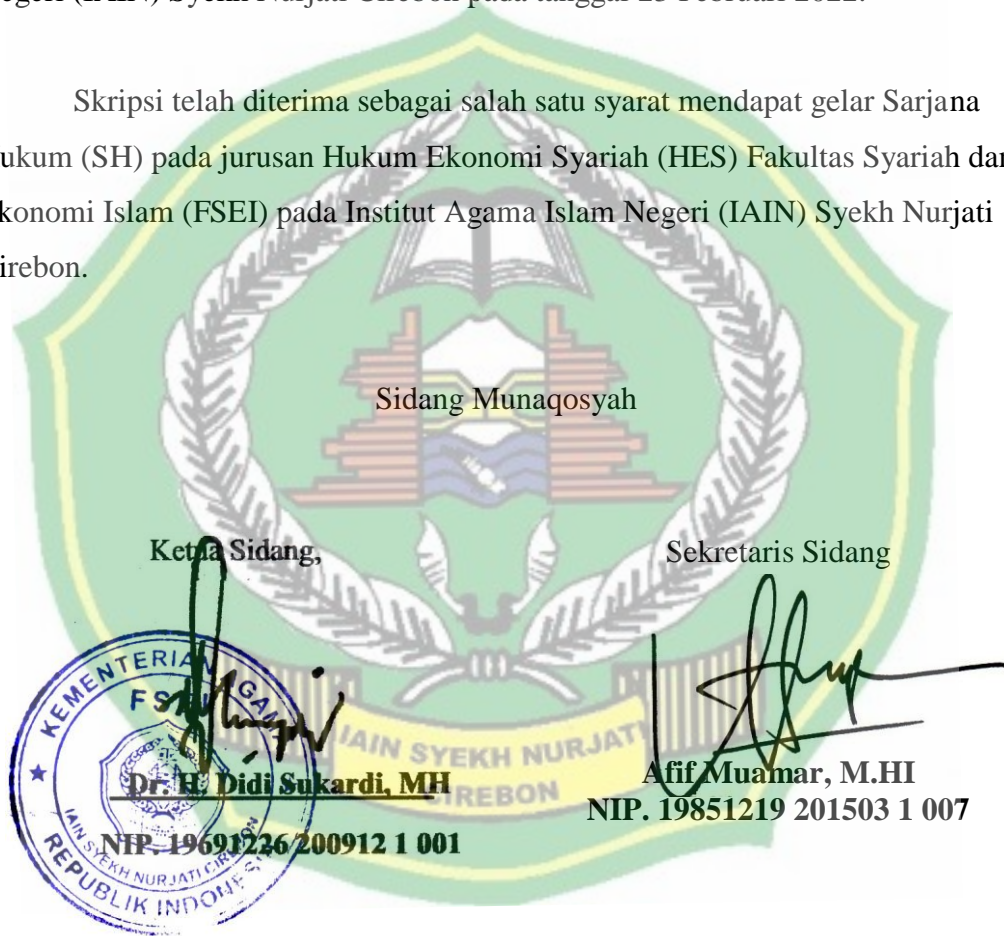 Skripsi telah diterima sebagai salah satu syarat mendapat gelar Sarjana
ukum (SH) pada jurusan Hukum Ekonomi Syariah (HES) Fakultas Syariah dan
konomi Islam (FSEI) pada Institut Agama Islam Negeri (IAIN) Syekh Nurjati
irebon.
Sidang Munaqosyah
Ketua Sidang,
Sekretaris Sidang
KEMENTERIAN AGAMA
FSEI
IAIN SYEKH NURJATI CIREBON
REPUBLIK INDONESIA
Dr. H. Didi Sukardi, MH
NIP. 19691226 200912 1 001
IAIN SYEKH NURJATI
CIREBON
Afif Muamar, M.HI
NIP. 19851219 201503 1 007